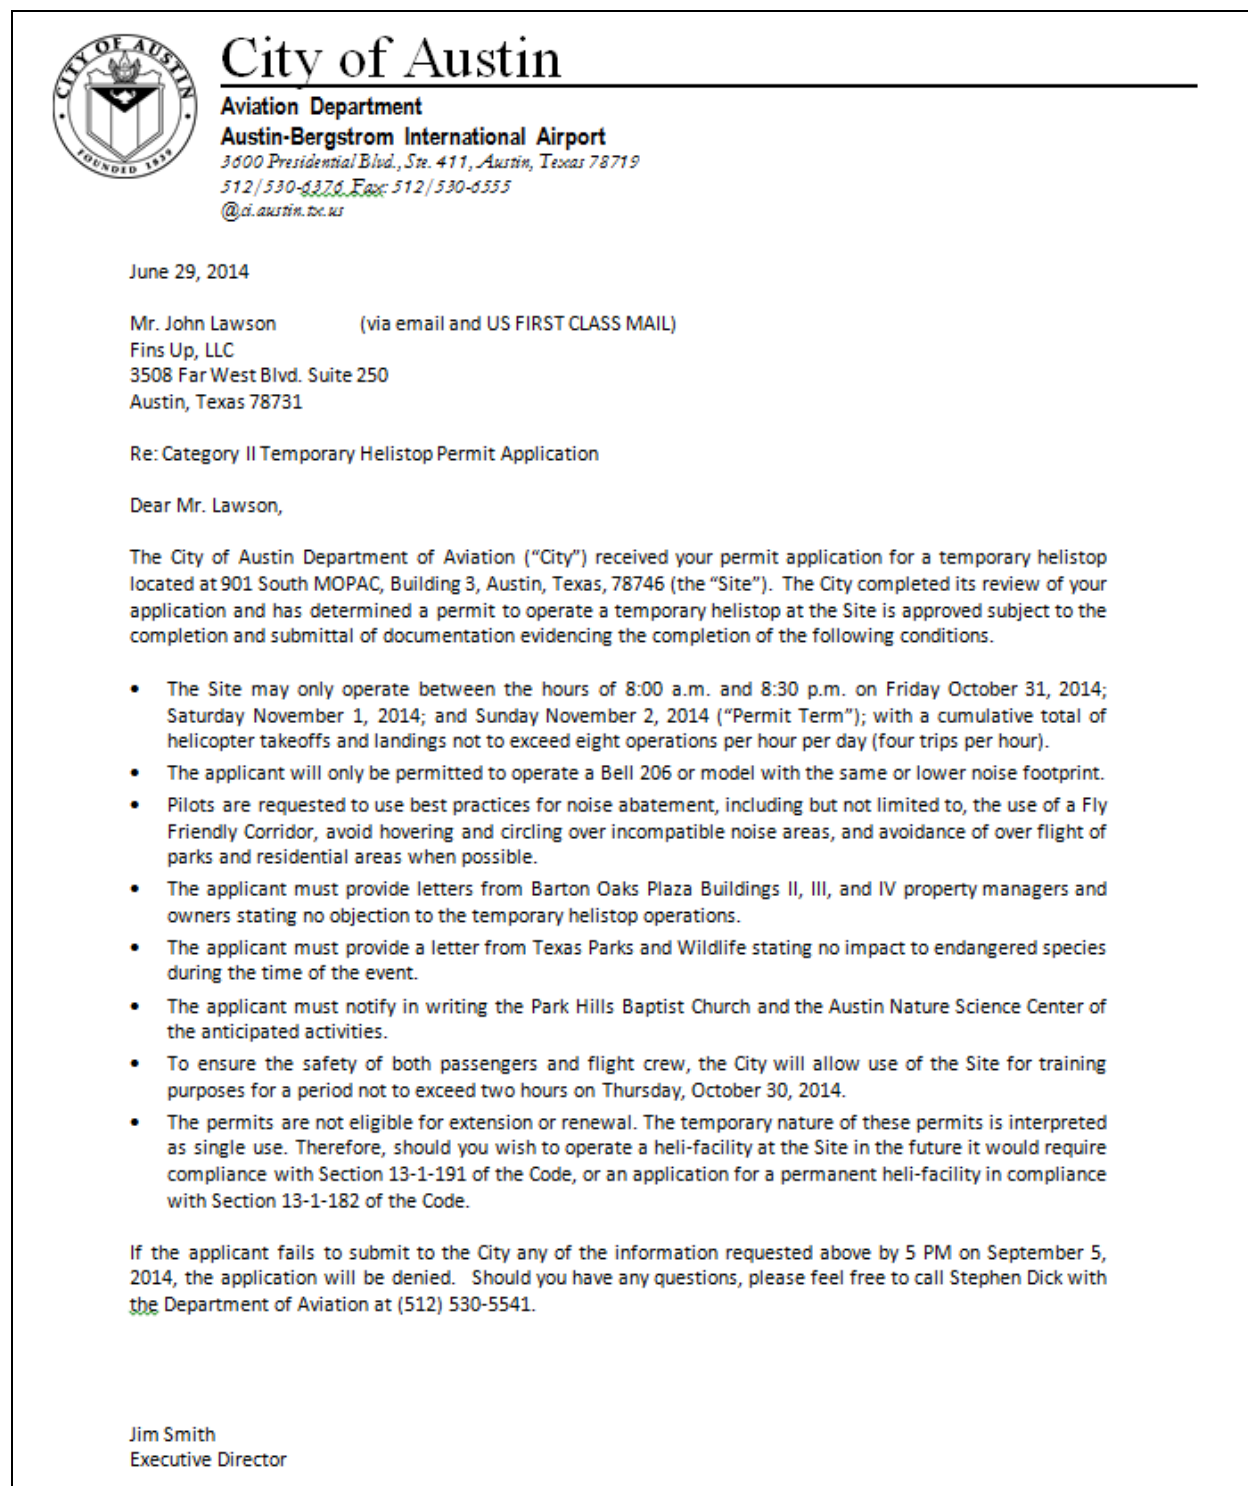 CITY OF AUSTIN
FOUNDED 1839
City of Austin
Aviation Department
Austin-Bergstrom International Airport
3600 Presidential Blvd., Ste. 411, Austin, Texas 78719
512/530-6376 Fax: 512/530-6555
@ci.austin.tx.us
June 29, 2014
Mr. John Lawson (via email and US FIRST CLASS MAIL)
Fins Up, LLC
3508 Far West Blvd. Suite 250
Austin, Texas 78731
Re: Category II Temporary Helistop Permit Application
Dear Mr. Lawson,
The City of Austin Department of Aviation (“City”) received your permit application for a temporary helistop
located at 901 South MOPAC, Building 3, Austin, Texas, 78746 (the “Site”). The City completed its review of your
application and has determined a permit to operate a temporary helistop at the Site is approved subject to the
completion and submittal of documentation evidencing the completion of the following conditions.
• The Site may only operate between the hours of 8:00 a.m. and 8:30 p.m. on Friday October 31, 2014;
Saturday November 1, 2014; and Sunday November 2, 2014 (“Permit Term”); with a cumulative total of
helicopter takeoffs and landings not to exceed eight operations per hour per day (four trips per hour).
• The applicant will only be permitted to operate a Bell 206 or model with the same or lower noise footprint.
• Pilots are requested to use best practices for noise abatement, including but not limited to, the use of a Fly
Friendly Corridor, avoid hovering and circling over incompatible noise areas, and avoidance of over flight of
parks and residential areas when possible.
• The applicant must provide letters from Barton Oaks Plaza Buildings II, III, and IV property managers and
owners stating no objection to the temporary helistop operations.
• The applicant must provide a letter from Texas Parks and Wildlife stating no impact to endangered species
during the time of the event.
• The applicant must notify in writing the Park Hills Baptist Church and the Austin Nature Science Center of
the anticipated activities.
• To ensure the safety of both passengers and flight crew, the City will allow use of the Site for training
purposes for a period not to exceed two hours on Thursday, October 30, 2014.
• The permits are not eligible for extension or renewal. The temporary nature of these permits is interpreted
as single use. Therefore, should you wish to operate a heli-facility at the Site in the future it would require
compliance with Section 13-1-191 of the Code, or an application for a permanent heli-facility in compliance
with Section 13-1-182 of the Code.
If the applicant fails to submit to the City any of the information requested above by 5 PM on September 5,
2014, the application will be denied. Should you have any questions, please feel free to call Stephen Dick with
the Department of Aviation at (512) 530-5541.
Jim Smith
Executive Director